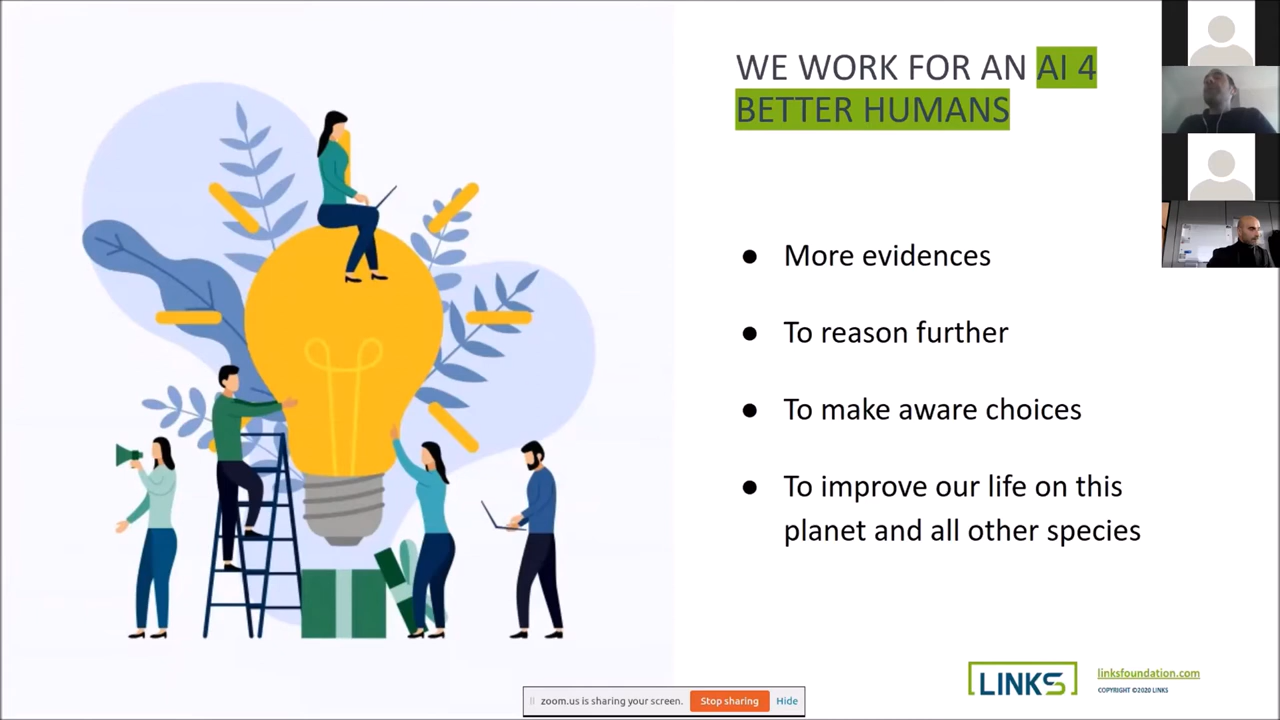 WE WORK FOR AN AI 4
BETTER HUMANS
● More evidences
● To reason further
● To make aware choices
● To improve our life on this
planet and all other species
LINKS
linksfoundation.com
COPYRIGHT ©2020 LINKS
zoom.us is sharing your screen. Stop sharing Hide